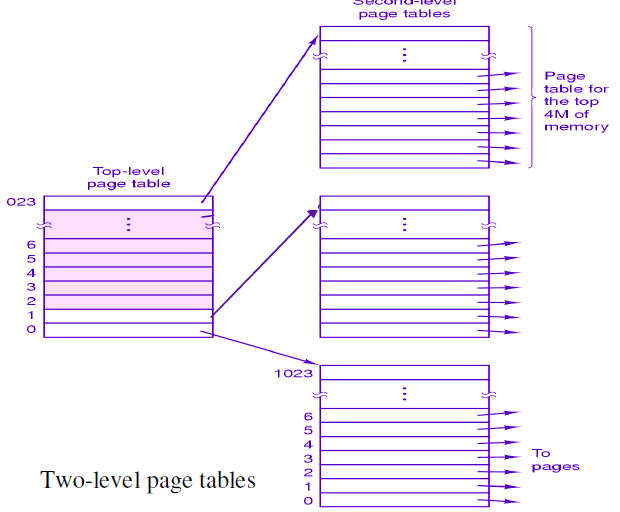 Second-level
page tables
Page
table for
the top
4M of
memory
Top-level
page table
023
6
5
4
3
2
1
0
1023
6
5
4
3
2
1
0
To
pages
Two-level page tables